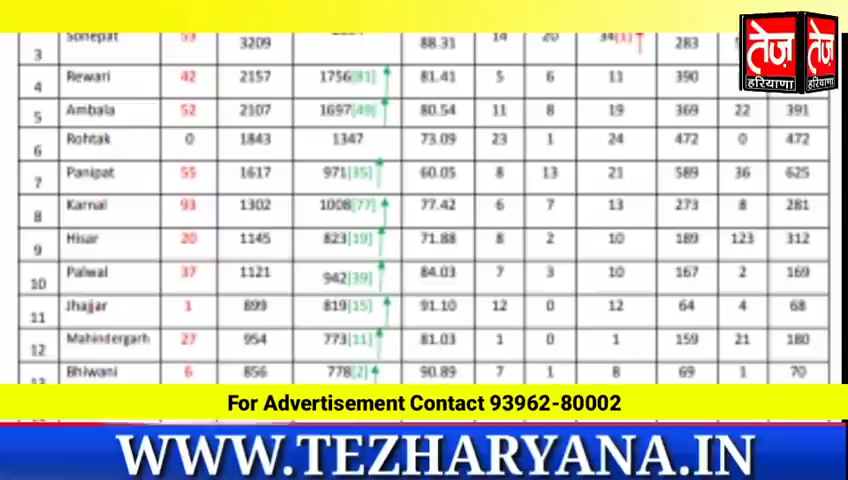 तेज़ तेज़
हरियाणा हरियाणा
3 Sonepat 53 3209 88.31 14 20 34(1) 283
4 Rewari 42 2157 1756[81] 81.41 5 6 11 390
5 Ambala 52 2107 1697[49] 80.54 11 8 19 369 22 391
6 Rohtak 0 1843 1347 73.09 23 1 24 472 0 472
7 Panipat 55 1617 971[35] 60.05 8 13 21 589 36 625
8 Karnal 93 1302 1008[77] 77.42 6 7 13 273 8 281
9 Hisar 20 1145 823[19] 71.88 8 2 10 189 123 312
10 Palwal 37 1121 942[39] 84.03 7 3 10 167 2 169
11 Jhajjar 1 899 819[15] 91.10 12 0 12 64 4 68
12 Mahindergarh 27 954 773[11] 81.03 1 0 1 159 21 180
Bhiwani 6 856 778[2] 90.89 7 1 8 69 1 70
For Advertisement Contact 93962-80002
WWW.TEZHARYANA.IN